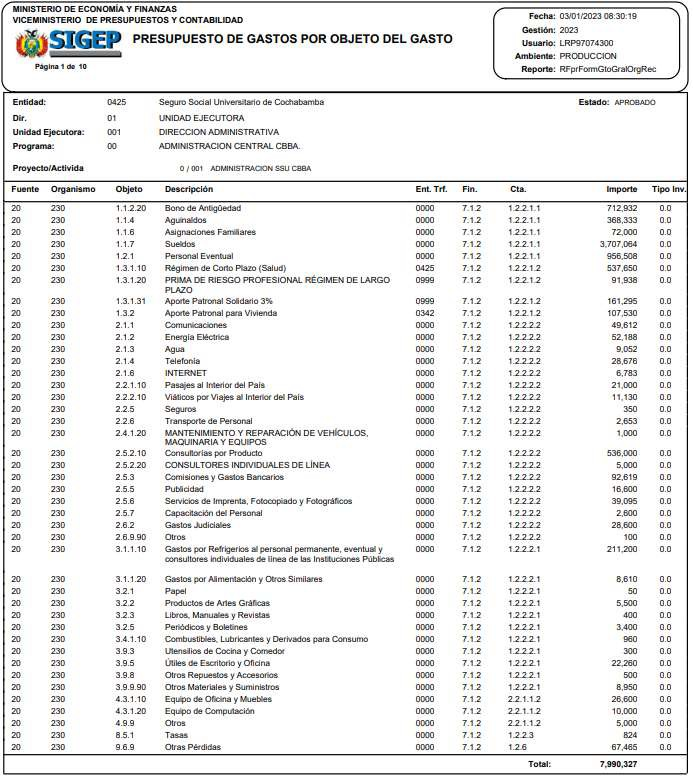 MINISTERIO DE ECONOMÍA Y FINANZAS
VICEMINISTERIO DE PRESUPUESTOS Y CONTABILIDAD
SIGEP
PRESUPUESTO DE GASTOS POR OBJETO DEL GASTO
Página 1 de 10
Fecha: 03/01/2023 08:30:19
Gestión: 2023
Usuario: LRP97074300
Ambiente: PRODUCCION
Reporte: RFprFormGtoGralOrgRec
Entidad: 0425 Seguro Social Universitario de Cochabamba Estado: APROBADO
Dir. 01 UNIDAD EJECUTORA
Unidad Ejecutora: 001 DIRECCION ADMINISTRATIVA
Programa: 00 ADMINISTRACION CENTRAL CBBA.
Proyecto/Activida 0 / 001 ADMINISTRACION SSU CBBA
Fuente Organismo Objeto Descripción Ent. Trf. Fin. Cta. Importe Tipo Inv.
20 230 1.1.2.20 Bono de Antigüedad 0000 7.1.2 1.2.2.1.1 712,932 0.0
20 230 1.1.4 Aguinaldos 0000 7.1.2 1.2.2.1.1 368,333 0.0
20 230 1.1.6 Asignaciones Familiares 0000 7.1.2 1.2.2.1.1 72,000 0.0
20 230 1.1.7 Sueldos 0000 7.1.2 1.2.2.1.1 3,707,064 0.0
20 230 1.2.1 Personal Eventual 0000 7.1.2 1.2.2.1.1 956,508 0.0
20 230 1.3.1.10 Régimen de Corto Plazo (Salud) 0425 7.1.2 1.2.2.1.2 537,650 0.0
20 230 1.3.1.20 PRIMA DE RIESGO PROFESIONAL RÉGIMEN DE LARGO 0999 7.1.2 1.2.2.1.2 91,938 0.0
PLAZO
20 230 1.3.1.31 Aporte Patronal Solidario 3% 0999 7.1.2 1.2.2.1.2 161,295 0.0
20 230 1.3.2 Aporte Patronal para Vivienda 0342 7.1.2 1.2.2.1.2 107,530 0.0
20 230 2.1.1 Comunicaciones 0000 7.1.2 1.2.2.2.2 49,612 0.0
20 230 2.1.2 Energía Eléctrica 0000 7.1.2 1.2.2.2.2 52,188 0.0
20 230 2.1.3 Agua 0000 7.1.2 1.2.2.2.2 9,052 0.0
20 230 2.1.4 Telefonía 0000 7.1.2 1.2.2.2.2 28,676 0.0
20 230 2.1.6 INTERNET 0000 7.1.2 1.2.2.2.2 6,783 0.0
20 230 2.2.1.10 Pasajes al Interior del País 0000 7.1.2 1.2.2.2.2 21,000 0.0
20 230 2.2.2.10 Viáticos por Viajes al Interior del País 0000 7.1.2 1.2.2.2.2 11,130 0.0
20 230 2.2.5 Seguros 0000 7.1.2 1.2.2.2.2 350 0.0
20 230 2.2.6 Transporte de Personal 0000 7.1.2 1.2.2.2.2 2,653 0.0
20 230 2.4.1.20 MANTENIMIENTO Y REPARACIÓN DE VEHÍCULOS, 0000 7.1.2 1.2.2.2.2 1,000 0.0
MAQUINARIA Y EQUIPOS
20 230 2.5.2.10 Consultorías por Producto 0000 7.1.2 1.2.2.2.2 536,000 0.0
20 230 2.5.2.20 CONSULTORES INDIVIDUALES DE LÍNEA 0000 7.1.2 1.2.2.2.2 5,000 0.0
20 230 2.5.3 Comisiones y Gastos Bancarios 0000 7.1.2 1.2.2.2.2 92,619 0.0
20 230 2.5.5 Publicidad 0000 7.1.2 1.2.2.2.2 16,600 0.0
20 230 2.5.6 Servicios de Imprenta, Fotocopiado y Fotográficos 0000 7.1.2 1.2.2.2.2 39,095 0.0
20 230 2.5.7 Capacitación del Personal 0000 7.1.2 1.2.2.2.2 2,600 0.0
20 230 2.6.2 Gastos Judiciales 0000 7.1.2 1.2.2.2.2 28,600 0.0
20 230 2.6.9.90 Otros 0000 7.1.2 1.2.2.2.2 100 0.0
20 230 3.1.1.10 Gastos por Refrigerios al personal permanente, eventual y 0000 7.1.2 1.2.2.2.1 211,200 0.0
consultores individuales de línea de las Instituciones Públicas
20 230 3.1.1.20 Gastos por Alimentación y Otros Similares 0000 7.1.2 1.2.2.2.1 8,610 0.0
20 230 3.2.1 Papel 0000 7.1.2 1.2.2.2.1 50 0.0
20 230 3.2.2 Productos de Artes Gráficas 0000 7.1.2 1.2.2.2.1 5,500 0.0
20 230 3.2.3 Libros, Manuales y Revistas 0000 7.1.2 1.2.2.2.1 400 0.0
20 230 3.2.5 Periódicos y Boletines 0000 7.1.2 1.2.2.2.1 3,400 0.0
20 230 3.4.1.10 Combustibles, Lubricantes y Derivados para Consumo 0000 7.1.2 1.2.2.2.1 960 0.0
20 230 3.9.3 Utensilios de Cocina y Comedor 0000 7.1.2 1.2.2.2.1 300 0.0
20 230 3.9.5 Útiles de Escritorio y Oficina 0000 7.1.2 1.2.2.2.1 22,260 0.0
20 230 3.9.8 Otros Repuestos y Accesorios 0000 7.1.2 1.2.2.2.1 500 0.0
20 230 3.9.9.90 Otros Materiales y Suministros 0000 7.1.2 1.2.2.2.1 8,950 0.0
20 230 4.3.1.10 Equipo de Oficina y Muebles 0000 7.1.2 2.2.1.1.2 26,600 0.0
20 230 4.3.1.20 Equipo de Computación 0000 7.1.2 2.2.1.1.2 10,000 0.0
20 230 4.9.9 Otros 0000 7.1.2 2.2.1.1.2 5,000 0.0
20 230 8.5.1 Tasas 0000 7.1.2 1.2.2.3 824 0.0
20 230 9.6.9 Otras Pérdidas 0000 7.1.2 1.2.6 67,465 0.0
Total: 7,990,327